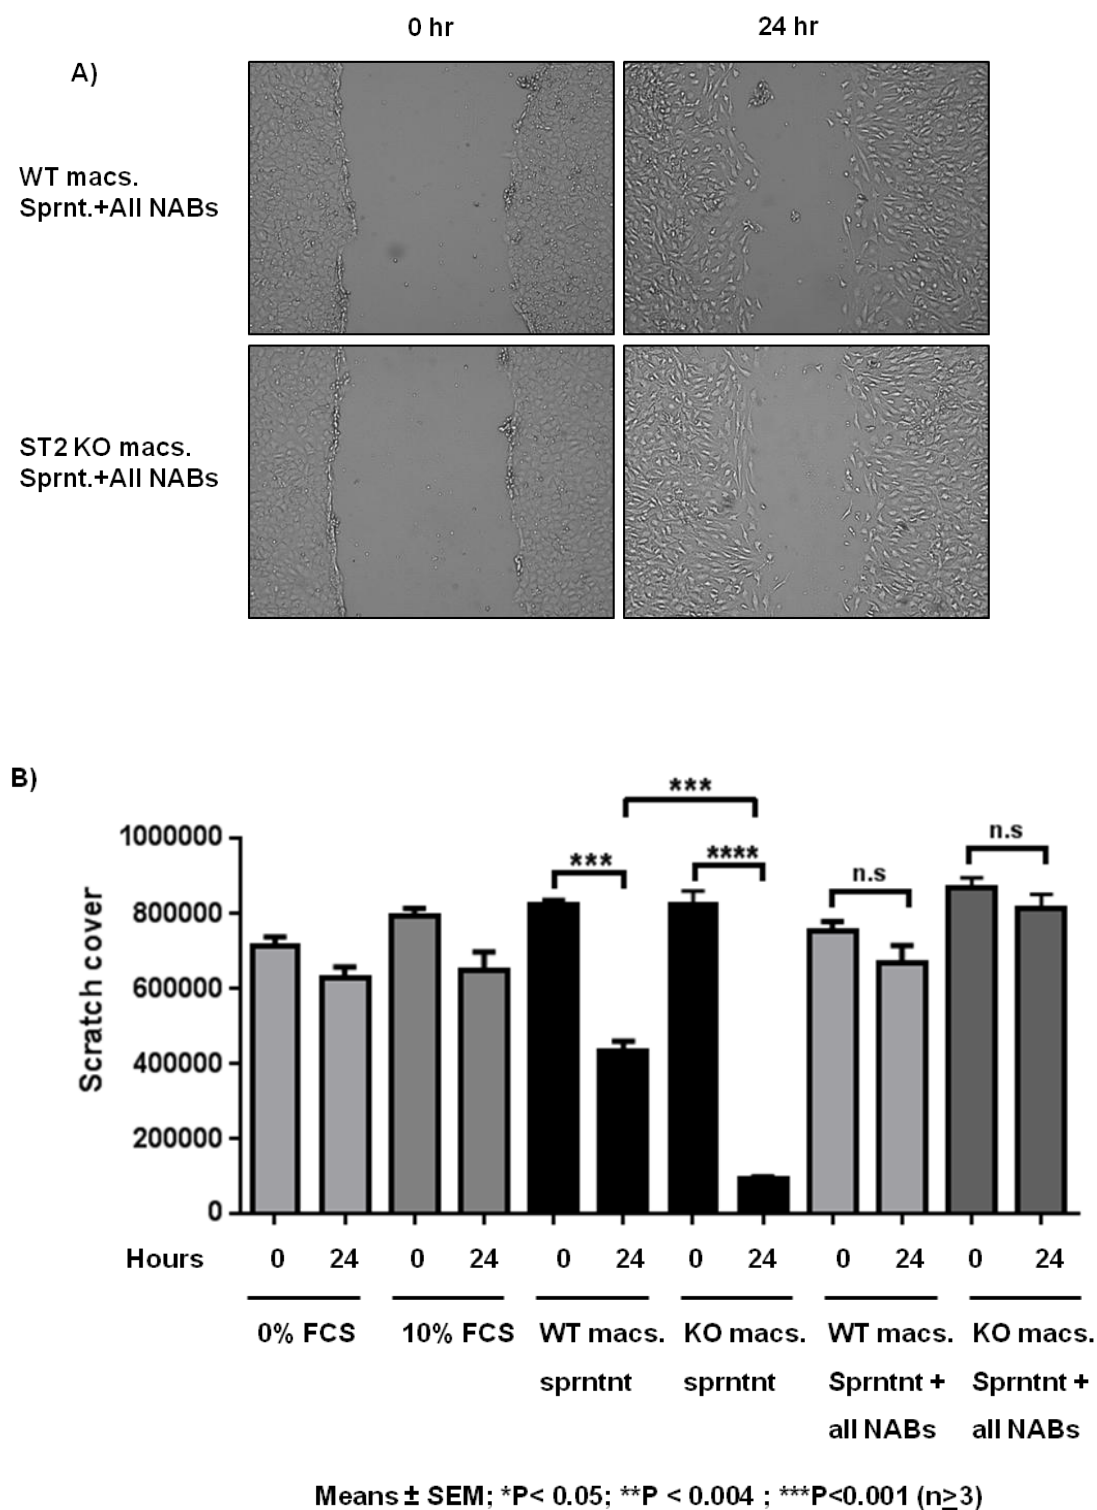 0 hr 24 hr
A)
WT macs.
Sprnt.+All NABs
ST2 KO macs.
Sprnt.+All NABs
B)
Scratch cover
1000000
800000
600000
400000
200000
0
***
***
****
n.s
n.s
Hours 0 24 0 24 0 24 0 24 0 24 0 24
0% FCS 10% FCS WT macs. KO macs. WT macs. KO macs.
sprntnt sprntnt Sprntnt + Sprntnt +
all NABs all NABs
Means ± SEM; *P< 0.05; **P < 0.004 ; ***P<0.001 (n≥3)